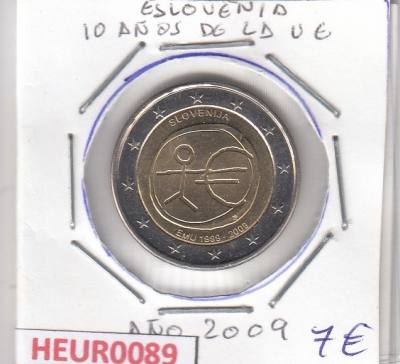 ESLOVENIA
10 AÑOS DE LA UE
SLOVENIJA
EMU 1999 - 2009
AÑO 2009
7€
HEUR0089